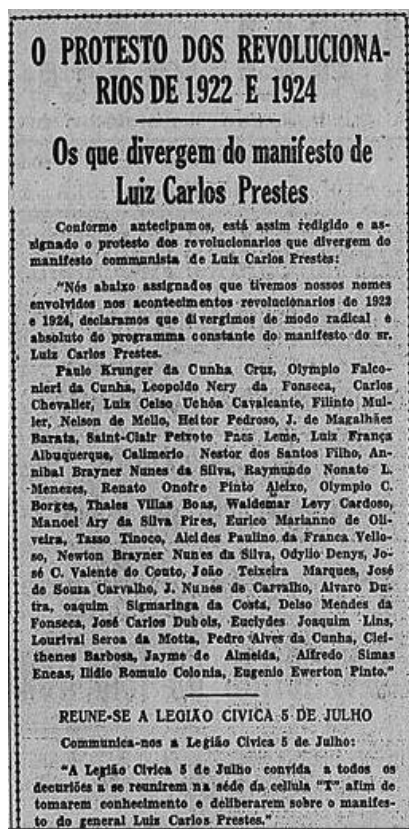 O PROTESTO DOS REVOLUCIONA-
RIOS DE 1922 E 1924
Os que divergem do manifesto de
Luiz Carlos Prestes
Conforme antecipamos, está assim redigido e as-
signado o protesto dos revolucionarios que divergem do
manifesto communista de Luiz Carlos Prestes:
"Nós abaixo assignados que tivemos nossos nomes
envolvidos nos acontecimentos revolucionarios de 1922
e 1924, declaramos que divergimos de modo radical e
absoluto do programma constante do manifesto do sr.
Luiz Carlos Prestes.
Paulo Krunger da Cunha Cruz, Olympio Falco-
nieri da Cunha, Leopoldo Nery da Fonseca, Carlos
Chevalier, Luiz Celso Uchôa Cavalcante, Filinto Mul-
ler, Nelson de Mello, Heitor Pedroso, J. de Magalhães
Barata, Saint-Clair Peixoto Paes Leme, Luiz França
Albuquerque, Calimerio Nestor dos Santos Filho, An-
nibal Brayner Nunes da Silva, Raymundo Nonato L.
Menezes, Renato Onofre Pinto Aleixo, Olympio C.
Borges, Thales Villas Boas, Waldemar Levy Cardoso,
Manoel Ary da Silva Pires, Eurico Marianno de Oli-
veira, Tasso Tinoco, Alcides Paulino da Franca Vello-
so, Newton Brayner Nunes da Silva, Odylio Denys, Jo-
sé C. Valente do Couto, João Teixeira Marques, José
de Souza Carvalho, J. Nunes de Carvalho, Alvaro Du-
tra, oaquim Sigmaringa da Costa, Delso Mendes da
Fonseca, José Carlos Dubois, Euclydes Joaquim Lins,
Lourival Seroa da Motta, Pedro Alves da Cunha, Cleis-
thenes Barbosa, Jayme de Almeida, Alfredo Simas
Eneas, Ilidio Romulo Colonia, Eugenio Ewerton Pinto."
REUNE-SE A LEGIÃO CIVICA 5 DE JULHO
Communica-nos a Legião Civica 5 de Julho:
"A Legião Civica 5 de Julho convida a todos os
decuriões a se reunirem na séde da cellula "T" afim de
tomarem conhecimento e deliberarem sobre o manifes-
to do general Luiz Carlos Prestes."